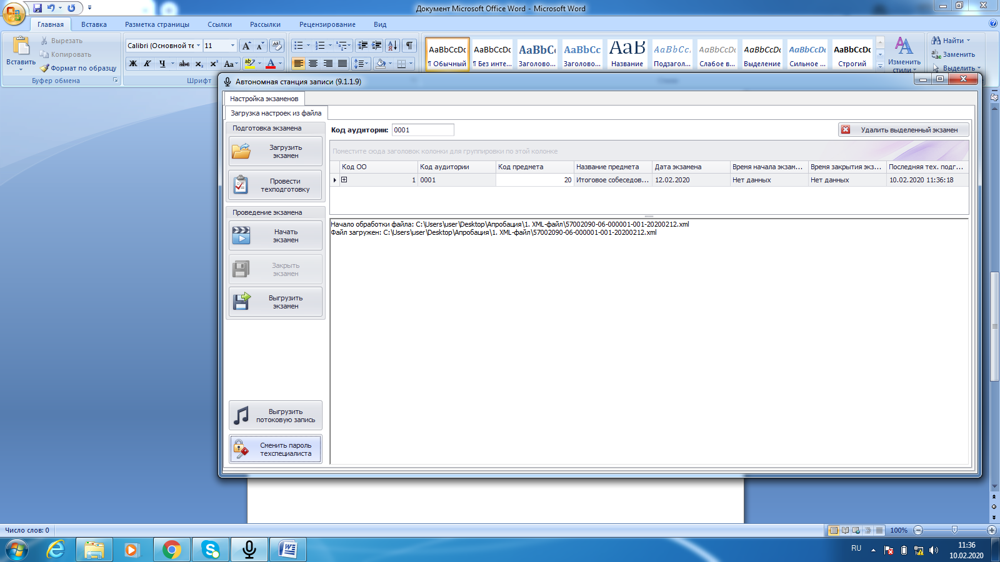 Документ Microsoft Office Word - Microsoft Word
Главная Вставка Разметка страницы Ссылки Рассылки Рецензирование Вид
Вставить
Вырезать
Копировать
Формат по образцу
Буфер обмена
Calibri (Основной те 11
Ж К Ч abc x₂ x² Aa
Шрифт
AaBbCcDc AaBbCcDc AaBbC AaBbCc АаВ AaBbCc. AaBbCcDc AaBbCcDc AaBbCcDc AaBbCcDc
¶ Обычный ¶ Без инте... Заголово... Заголово... Название Подзагол... Слабое в... Выделение Сильное ... Строгий
Изменить
стили
Найти
Заменить
Выделить
Автономная станция записи (9.1.1.9)
Настройка экзаменов
Загрузка настроек из файла
Подготовка экзамена
Загрузить
экзамен
Провести
техподготовку
Проведение экзамена
Начать
экзамен
Закрыть
экзамен
Выгрузить
экзамен
Выгрузить
потоковую запись
Сменить пароль
техспециалиста
Код аудитории: 0001
Удалить выделенный экзамен
Поместите сюда заголовок колонки для группировки по этой колонке
Код ОО Код аудитории Код предмета Название предмета Дата экзамена Время начала экзам... Время закрытия экз... Последняя тех. подг...
1 0001 20 Итоговое собеседов... 12.02.2020 Нет данных Нет данных 10.02.2020 11:36:18
Начало обработки файла: C:\Users\user\Desktop\Апробация\1. XML-файл\57002090-06-000001-001-20200212.xml
Файл загружен: C:\Users\user\Desktop\Апробация\1. XML-файл\57002090-06-000001-001-20200212.xml
Число слов: 0
100%
RU
11:36
10.02.2020